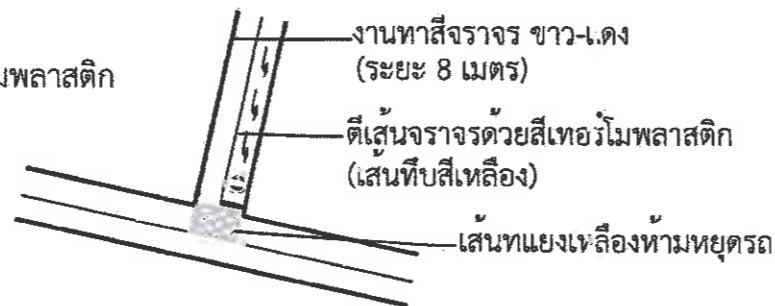 งานทาสีจราจร ขาว-แดง
(ระยะ 8 เมตร)
มพลาสติก
ตีเส้นจราจรด้วยสีเทอร์โมพลาสติก
(เส้นทึบสีเหลือง)
เส้นทแยงเหลืองห้ามหยุดรถ